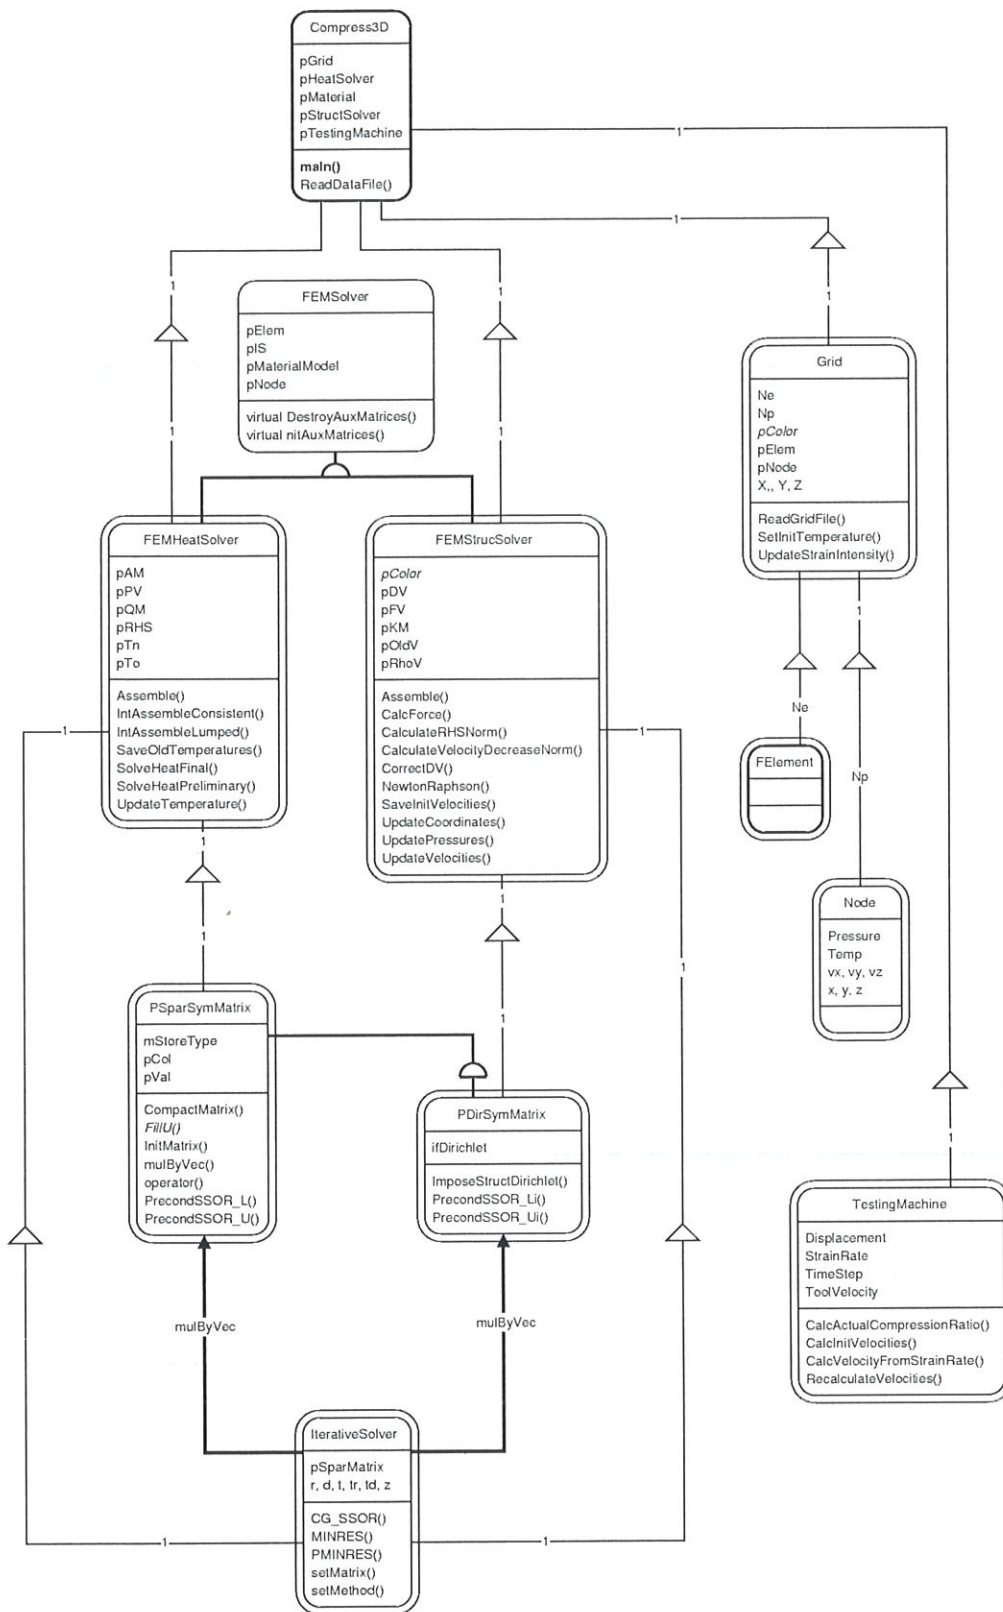 Compress3D
pGrid
pHeatSolver
pMaterial
pStructSolver
pTestingMachine
main()
ReadDataFile()
1
1
1
1
1
FEMSolver
pElem
pIS
pMaterialModel
pNode
virtual DestroyAuxMatrices()
virtual nitAuxMatrices()
1
1
Grid
Ne
Np
pColor
pElem
pNode
X,, Y, Z
ReadGridFile()
SetInitTemperature()
UpdateStrainIntensity()
FEMHeatSolver
pAM
pPV
pQM
pRHS
pTn
pTo
Assemble()
IntAssembleConsistent()
IntAssembleLumped()
SaveOldTemperatures()
SolveHeatFinal()
SolveHeatPreliminary()
UpdateTemperature()
FEMStrucSolver
pColor
pDV
pFV
pKM
pOldV
pRhoV
Assemble()
CalcForce()
CalculateRHSNorm()
CalculateVelocityDecreaseNorm()
CorrectDV()
NewtonRaphson()
SaveInitVelocities()
UpdateCoordinates()
UpdatePressures()
UpdateVelocities()
1
1
1
Ne
Np
FElement
1
1
1
1
1
Node
Pressure
Temp
vx, vy, vz
x, y, z
PSparSymMatrix
mStoreType
pCol
pVal
CompactMatrix()
FillU()
InitMatrix()
mulByVec()
operator()
PrecondSSOR_L()
PrecondSSOR_U()
PDirSymMatrix
ifDirichlet
ImposeStructDirichlet()
PrecondSSOR_Li()
PrecondSSOR_Ui()
1
TestingMachine
Displacement
StrainRate
TimeStep
ToolVelocity
CalcActualCompressionRatio()
CalcInitVelocities()
CalcVelocityFromStrainRate()
RecalculateVelocities()
mulByVec
mulByVec
IterativeSolver
pSparMatrix
r, d, t, tr, td, z
CG_SSOR()
MINRES()
PMINRES()
setMatrix()
setMethod()
1
1